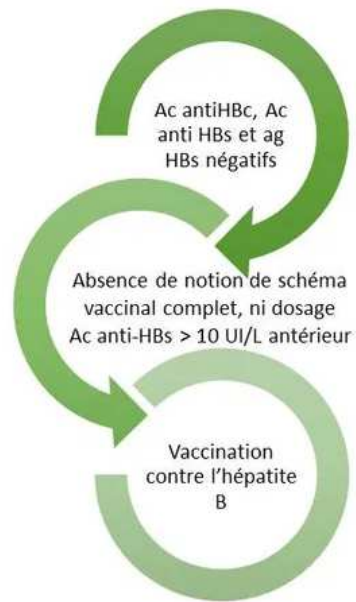 Ac antiHBc, Ac
anti HBs et ag
HBs négatifs
Absence de notion de schéma
vaccinal complet, ni dosage
Ac anti-HBs > 10 UI/L antérieur
Vaccination
contre l'hépatite
B